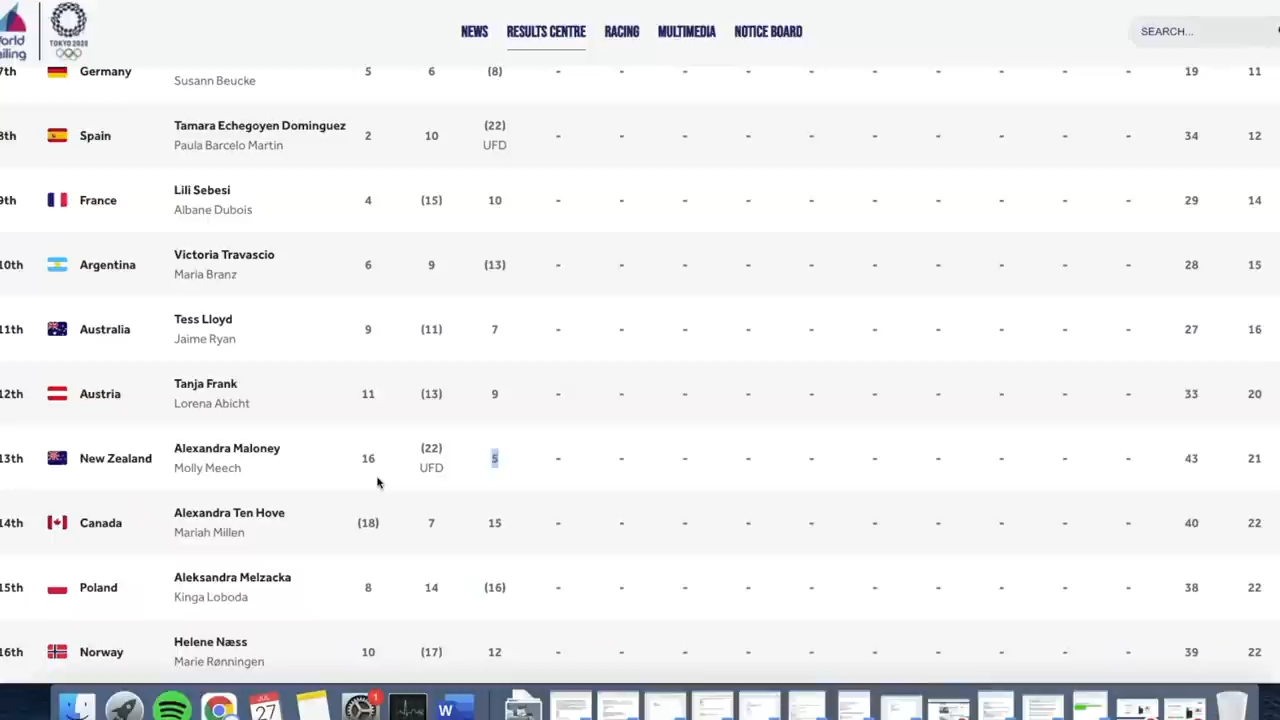 World
Sailing
TOKYO 2020
NEWS RESULTS CENTRE RACING MULTIMEDIA NOTICE BOARD
SEARCH...
7th Germany 5 6 (8) - - - - - - - - - - 19 11
Susann Beucke
8th Spain Tamara Echegoyen Dominguez 2 10 (22) - - - - - - - - - - 34 12
Paula Barcelo Martin UFD
9th France Lili Sebesi 4 (15) 10 - - - - - - - - - - 29 14
Albane Dubois
10th Argentina Victoria Travascio 6 9 (13) - - - - - - - - - - 28 15
Maria Branz
11th Australia Tess Lloyd 9 (11) 7 - - - - - - - - - - 27 16
Jaime Ryan
12th Austria Tanja Frank 11 (13) 9 - - - - - - - - - - 33 20
Lorena Abicht
13th New Zealand Alexandra Maloney 16 (22) 5 - - - - - - - - - - 43 21
Molly Meech UFD
14th Canada Alexandra Ten Hove (18) 7 15 - - - - - - - - - - 40 22
Mariah Millen
15th Poland Aleksandra Melzacka 8 14 (16) - - - - - - - - - - 38 22
Kinga Loboda
16th Norway Helene Næss 10 (17) 12 - - - - - - - - - - 39 22
Marie Rønningen
JUL
27
1
W